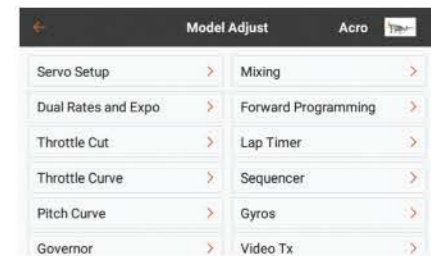 Model Adjust Acro
Servo Setup
Mixing
Dual Rates and Expo
Forward Programming
Throttle Cut
Lap Timer
Throttle Curve
Sequencer
Pitch Curve
Gyros
Governor
Video Tx